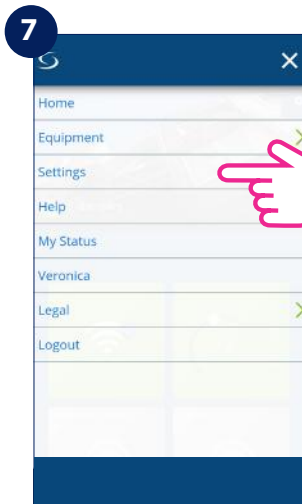 7
Home
Equipment
Settings
Help
My Status
Veronica
Legal
Logout